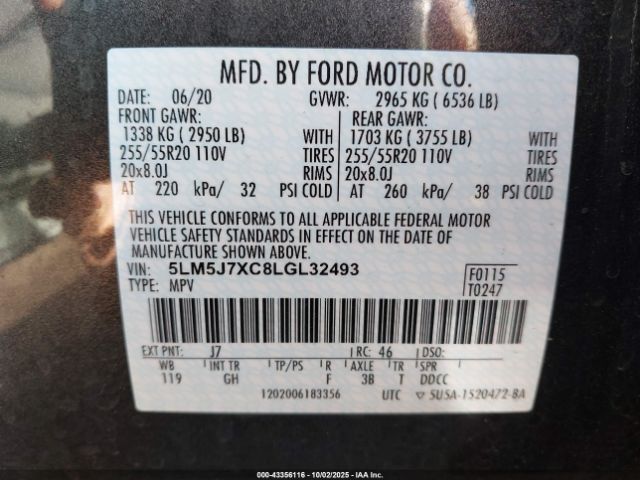 MFD. BY FORD MOTOR CO.
DATE: 06/20 GVWR: 2965 KG ( 6536 LB)
FRONT GAWR: REAR GAWR:
1338 KG ( 2950 LB) WITH 1703 KG ( 3755 LB) WITH
255/55R20 110V TIRES 255/55R20 110V TIRES
20x8.0J RIMS 20x8.0J RIMS
AT 220 kPa/ 32 PSI COLD AT 260 kPa/ 38 PSI COLD
THIS VEHICLE CONFORMS TO ALL APPLICABLE FEDERAL MOTOR
VEHICLE SAFETY STANDARDS IN EFFECT ON THE DATE OF
MANUFACTURE SHOWN ABOVE.
VIN: 5LM5J7XC8LGL32493 F0115
TYPE: MPV T0247
EXT PNT: J7 RC: 46 DSO:
WB INT TR TP/PS R AXLE TR SPR
119 GH F 3B T DDCC
1202006183356 UTC ▽ 5U5A-1520472-BA
000-43356116 | 10/02/2025 | IAA Inc.